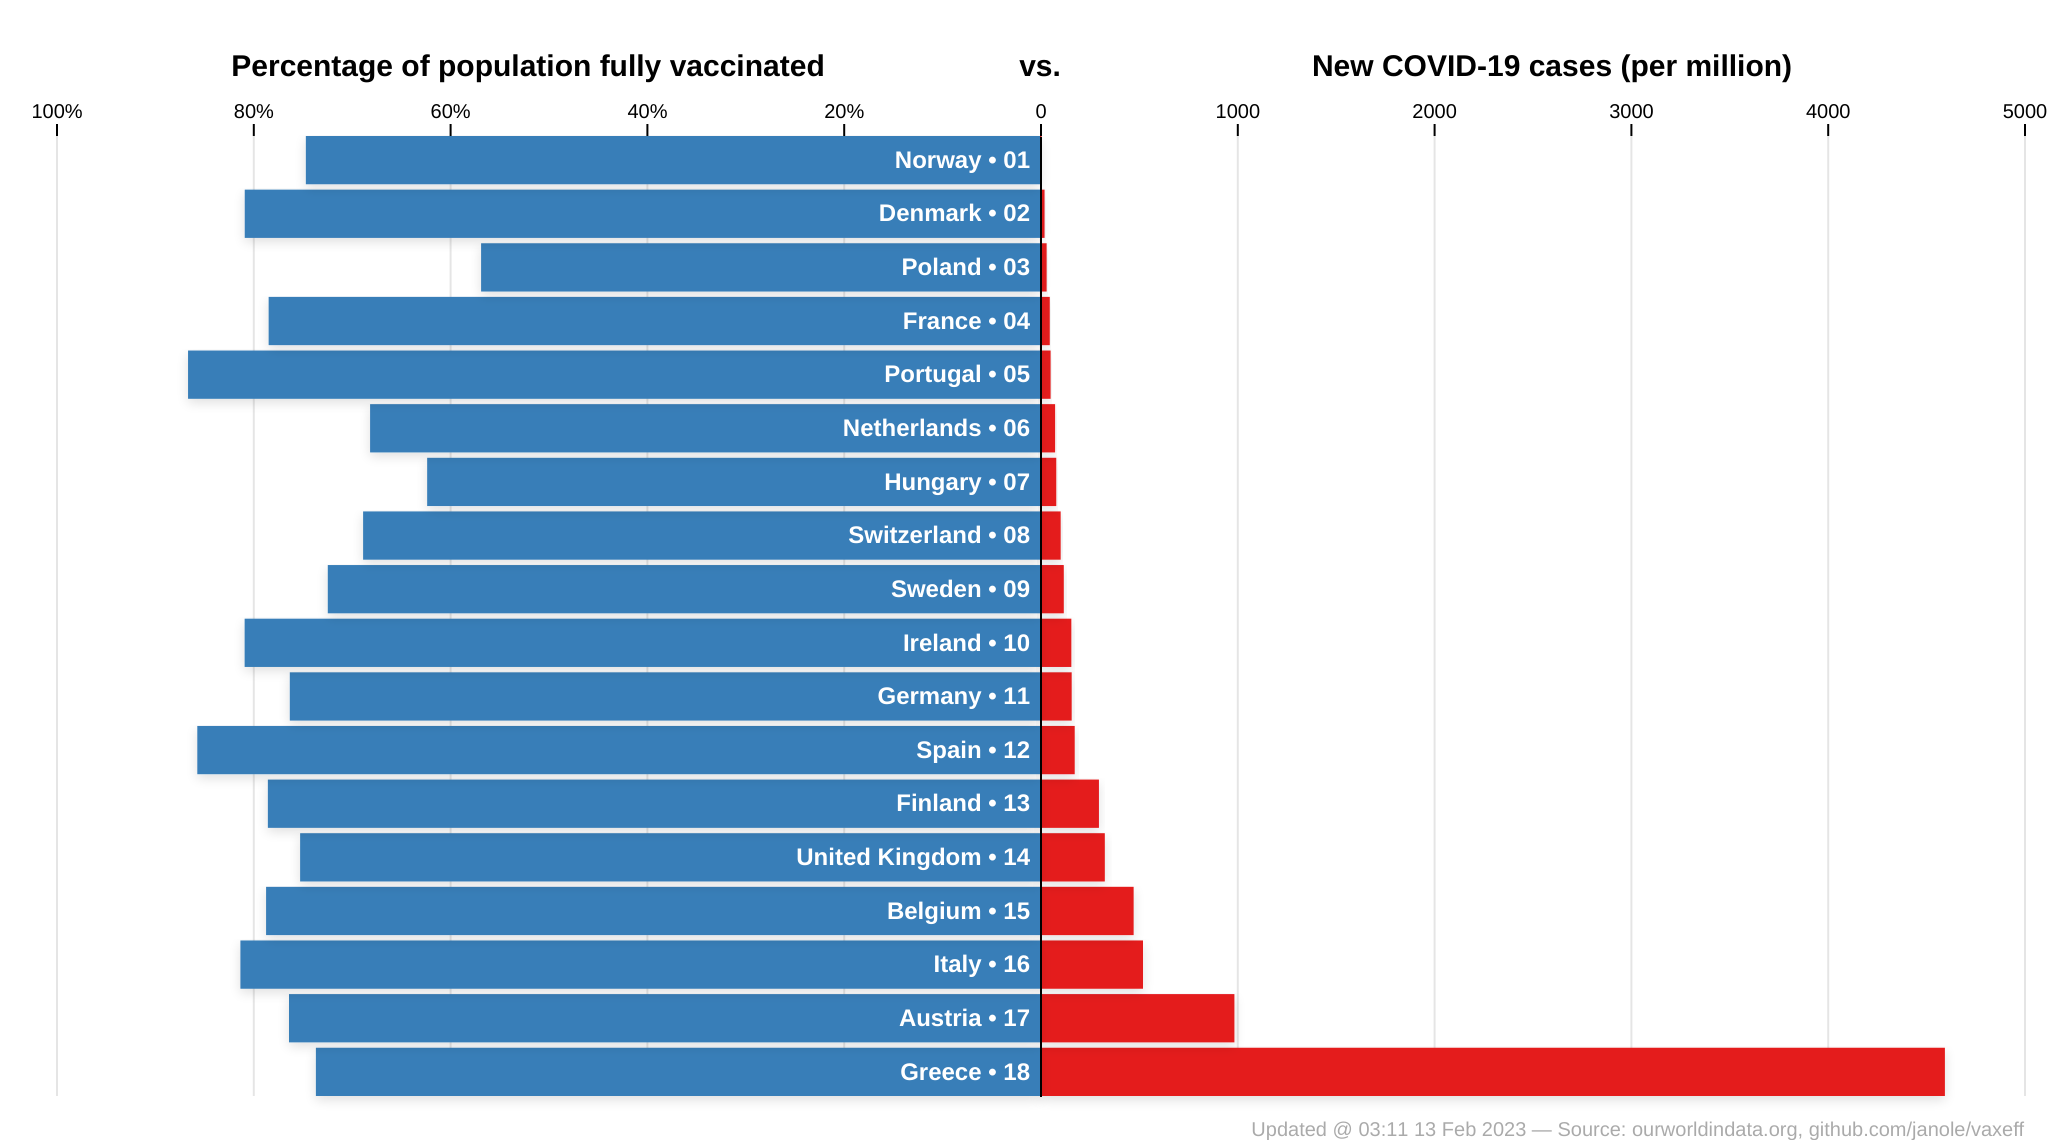 Percentage of population fully vaccinated vs. New COVID-19 cases (per million)
100% 80% 60% 40% 20% 0 1000 2000 3000 4000 5000
Norway • 01
Denmark • 02
Poland • 03
France • 04
Portugal • 05
Netherlands • 06
Hungary • 07
Switzerland • 08
Sweden • 09
Ireland • 10
Germany • 11
Spain • 12
Finland • 13
United Kingdom • 14
Belgium • 15
Italy • 16
Austria • 17
Greece • 18
Updated @ 03:11 13 Feb 2023 — Source: ourworldindata.org, github.com/janole/vaxeff